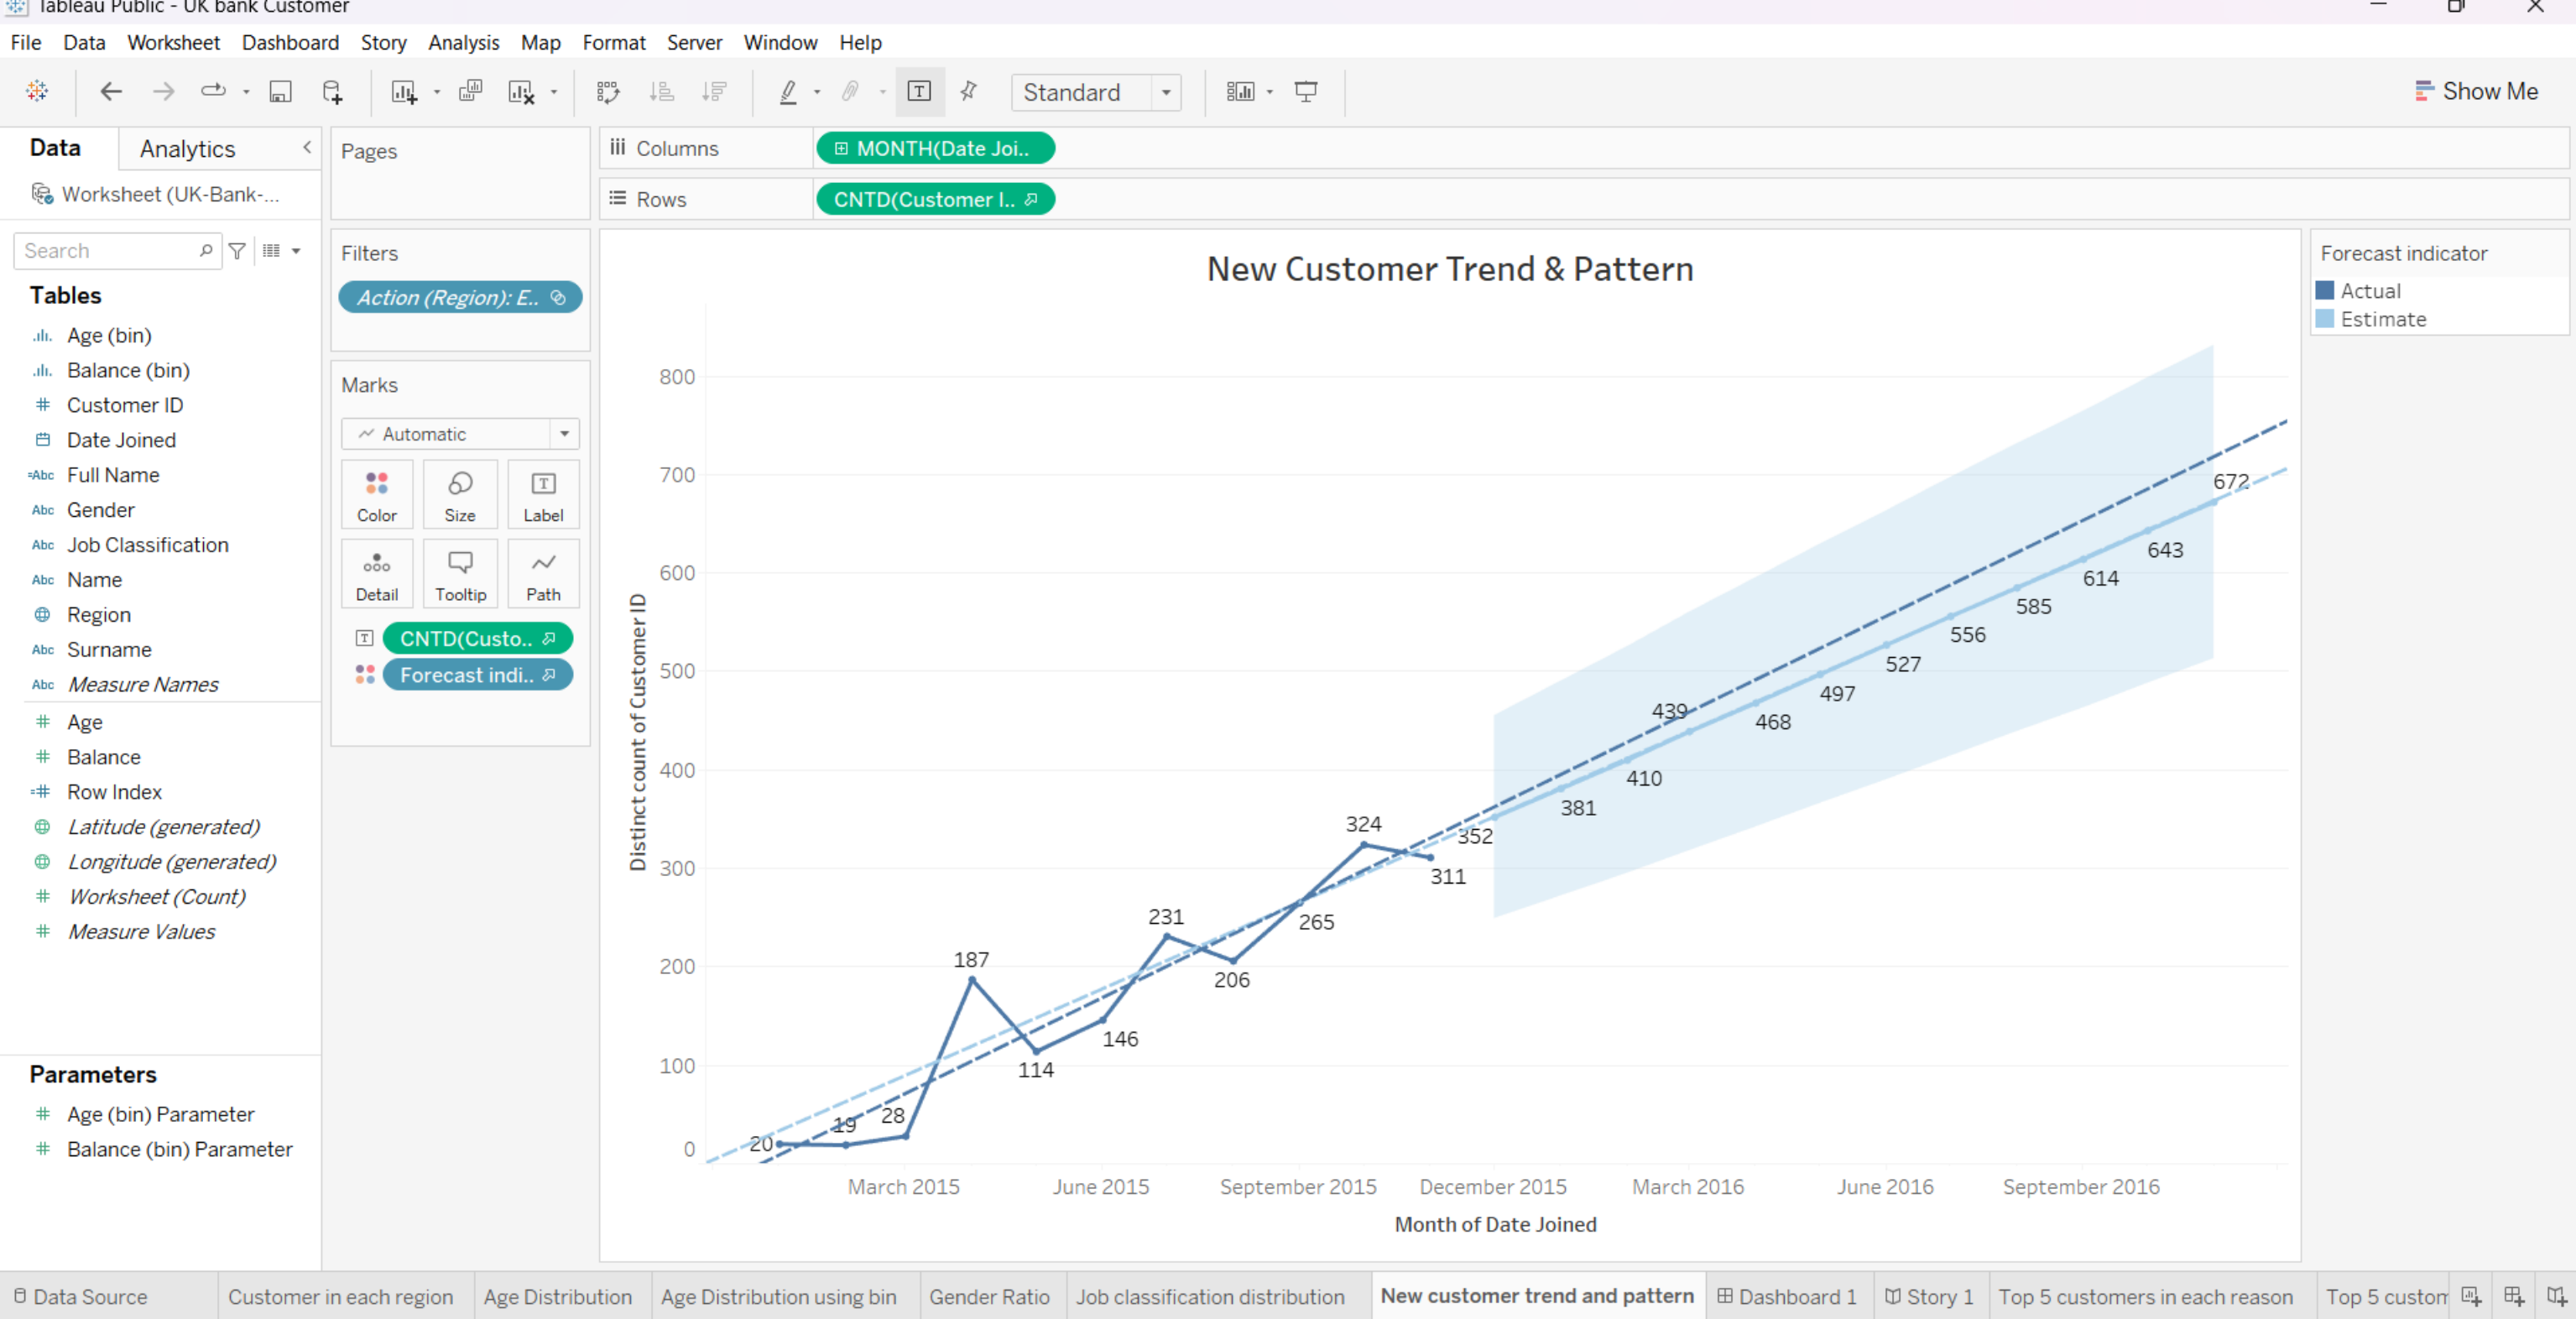 Tableau Public - UK bank Customer
File Data Worksheet Dashboard Story Analysis Map Format Server Window Help
Standard
Show Me
Data Analytics
Worksheet (UK-Bank-...
Search
Tables
Age (bin)
Balance (bin)
Customer ID
Date Joined
Abc Full Name
Abc Gender
Abc Job Classification
Abc Name
Region
Abc Surname
Abc Measure Names
Age
Balance
Row Index
Latitude (generated)
Longitude (generated)
Worksheet (Count)
Measure Values
Parameters
Age (bin) Parameter
Balance (bin) Parameter
Pages
Filters
Action (Region): E..
Marks
Automatic
Color Size Label
Detail Tooltip Path
CNTD(Custo..
Forecast indi..
Columns MONTH(Date Joi..
Rows CNTD(Customer I..
New Customer Trend & Pattern
Distinct count of Customer ID
800
700
600
500
400
300
200
100
0
20
19
28
187
114
146
231
206
265
324
311
352
381
410
439
468
497
527
556
585
614
643
672
March 2015 June 2015 September 2015 December 2015 March 2016 June 2016 September 2016
Month of Date Joined
Forecast indicator
Actual
Estimate
Data Source Customer in each region Age Distribution Age Distribution using bin Gender Ratio Job classification distribution New customer trend and pattern Dashboard 1 Story 1 Top 5 customers in each reason Top 5 custom